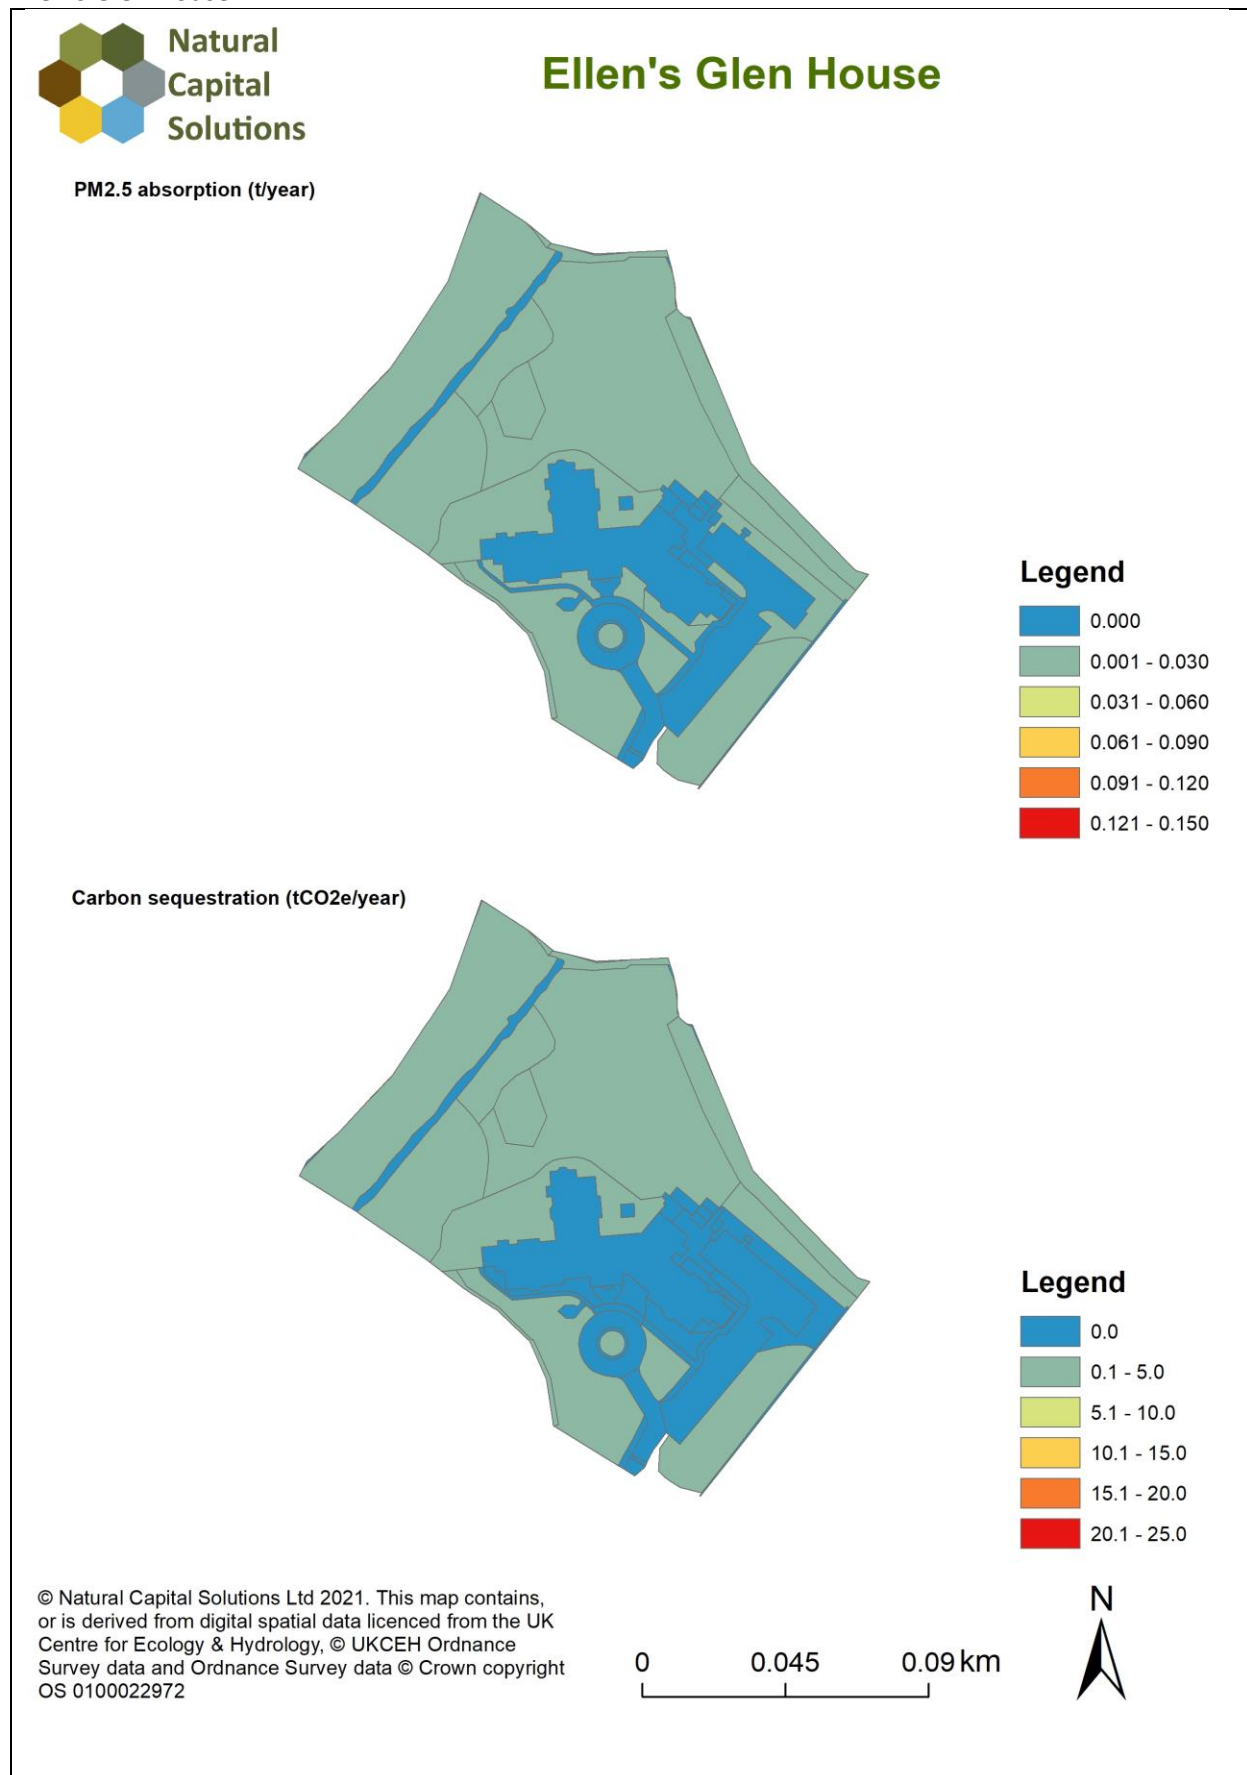 Natural
Capital
Solutions
Ellen's Glen House
PM2.5 absorption (t/year)
Legend
0.000
0.001 - 0.030
0.031 - 0.060
0.061 - 0.090
0.091 - 0.120
0.121 - 0.150
Carbon sequestration (tCO2e/year)
Legend
0.0
0.1 - 5.0
5.1 - 10.0
10.1 - 15.0
15.1 - 20.0
20.1 - 25.0
© Natural Capital Solutions Ltd 2021. This map contains,
or is derived from digital spatial data licenced from the UK
Centre for Ecology & Hydrology, © UKCEH Ordnance
Survey data and Ordnance Survey data © Crown copyright
OS 0100022972
0 0.045 0.09 km
N